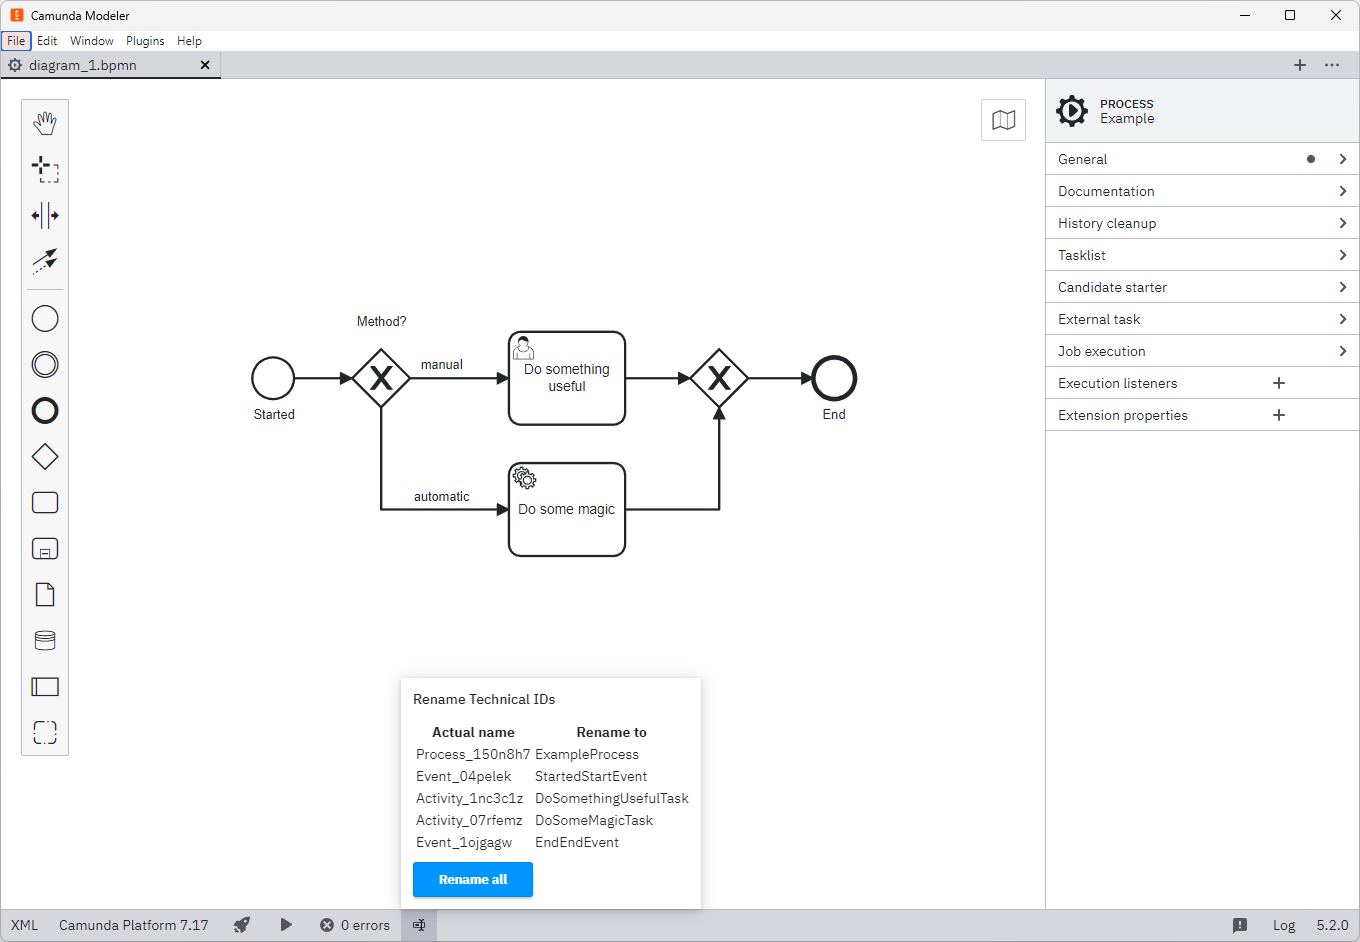 Camunda Modeler
File Edit Window Plugins Help
diagram_1.bpmn
PROCESS
Example
General
Documentation
History cleanup
Tasklist
Candidate starter
External task
Job execution
Execution listeners
Extension properties
Method?
manual
Do something
useful
Started
End
automatic
Do some magic
Rename Technical IDs
Actual name Rename to
Process_150n8h7 ExampleProcess
Event_04pelek StartedStartEvent
Activity_1nc3c1z DoSomethingUsefulTask
Activity_07rfemz DoSomeMagicTask
Event_1ojgagw EndEndEvent
Rename all
XML Camunda Platform 7.17 0 errors Log 5.2.0